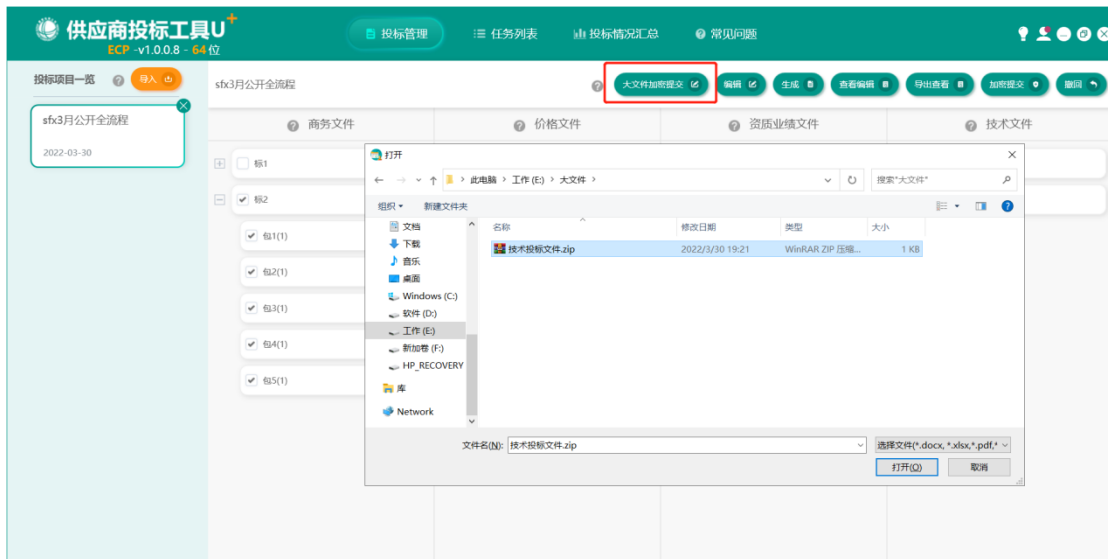 供应商投标工具U+
ECP -v1.0.0.8 - 64位
投标管理
任务列表
投标情况汇总
常见问题
投标项目一览
导入
sfx3月公开全流程
大文件加密提交
编辑
生成
查看编辑
导出查看
加密提交
撤回
sfx3月公开全流程
2022-03-30
商务文件
价格文件
资质业绩文件
技术文件
标1
标2
包1(1)
包2(1)
包3(1)
包4(1)
包5(1)
打开
此电脑 > 工作 (E:) > 大文件 >
搜索"大文件"
组织
新建文件夹
文档
下载
音乐
桌面
Windows (C:)
软件 (D:)
工作 (E:)
新加卷 (F:)
HP_RECOVERY
库
Network
名称
修改日期
类型
大小
技术投标文件.zip
2022/3/30 19:21
WinRAR ZIP 压缩...
1 KB
文件名(N):
技术投标文件.zip
选择文件(*.docx, *.xlsx,*.pdf,*
打开(O)
取消